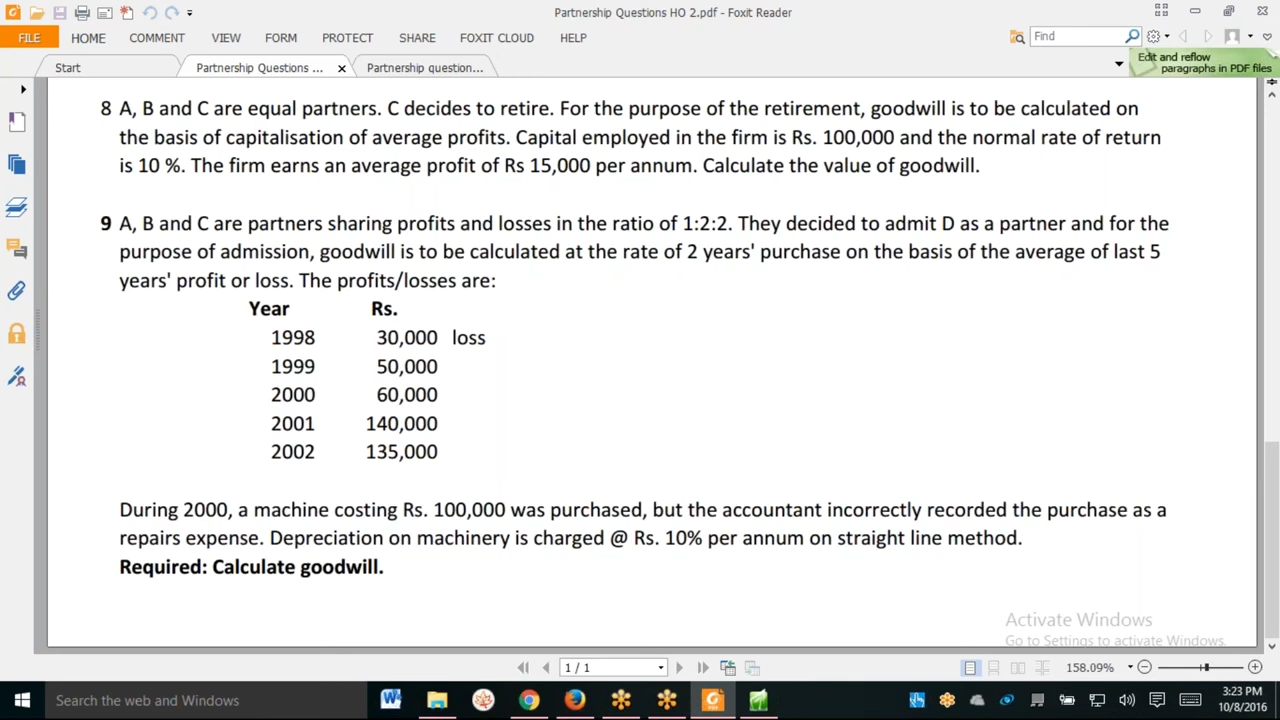 Partnership Questions HO 2.pdf - Foxit Reader
FILE HOME COMMENT VIEW FORM PROTECT SHARE FOXIT CLOUD HELP
Find
Start
Partnership Questions ...
Partnership question...
Edit and reflow
paragraphs in PDF files
8 A, B and C are equal partners. C decides to retire. For the purpose of the retirement, goodwill is to be calculated on
the basis of capitalisation of average profits. Capital employed in the firm is Rs. 100,000 and the normal rate of return
is 10 %. The firm earns an average profit of Rs 15,000 per annum. Calculate the value of goodwill.
9 A, B and C are partners sharing profits and losses in the ratio of 1:2:2. They decided to admit D as a partner and for the
purpose of admission, goodwill is to be calculated at the rate of 2 years' purchase on the basis of the average of last 5
years' profit or loss. The profits/losses are:
Year Rs.
1998 30,000 loss
1999 50,000
2000 60,000
2001 140,000
2002 135,000
During 2000, a machine costing Rs. 100,000 was purchased, but the accountant incorrectly recorded the purchase as a
repairs expense. Depreciation on machinery is charged @ Rs. 10% per annum on straight line method.
Required: Calculate goodwill.
Activate Windows
Go to Settings to activate Windows.
1 / 1
158.09%
Search the web and Windows
3:23 PM
10/8/2016